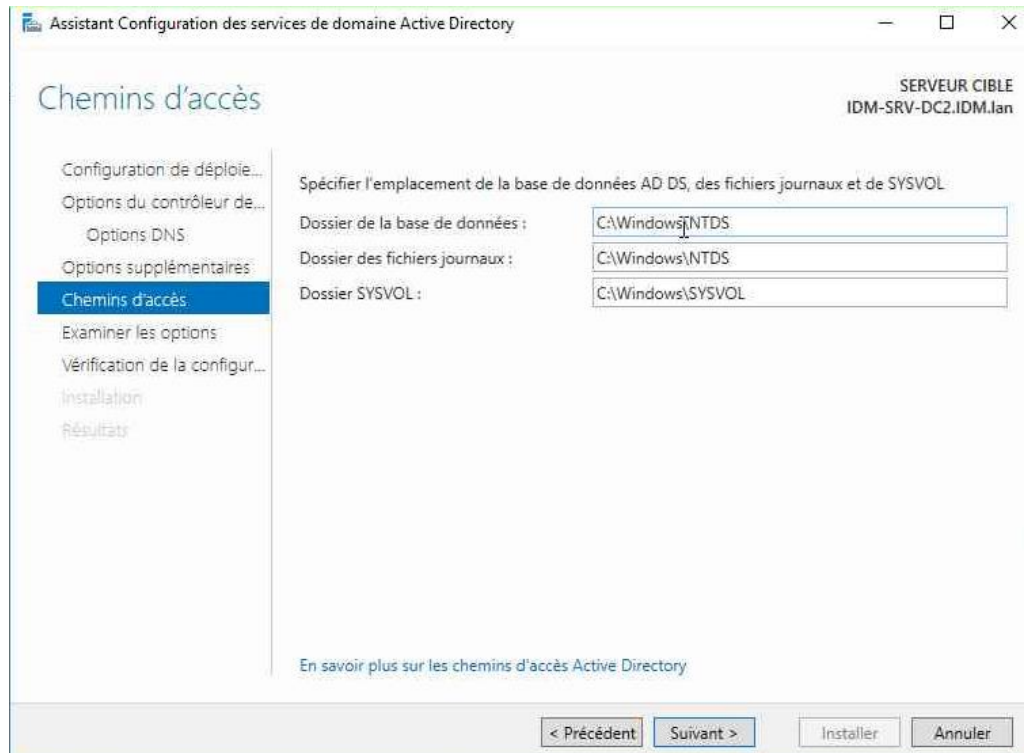 Assistant Configuration des services de domaine Active Directory
Chemins d'accès
SERVEUR CIBLE
IDM-SRV-DC2.IDM.lan
Configuration de déploie...
Options du contrôleur de...
Options DNS
Options supplémentaires
Chemins d'accès
Examiner les options
Vérification de la configur...
Installation
Résultats
Spécifier l'emplacement de la base de données AD DS, des fichiers journaux et de SYSVOL
Dossier de la base de données : C:\Windows\NTDS
Dossier des fichiers journaux : C:\Windows\NTDS
Dossier SYSVOL : C:\Windows\SYSVOL
En savoir plus sur les chemins d'accès Active Directory
< Précédent Suivant > Installer Annuler